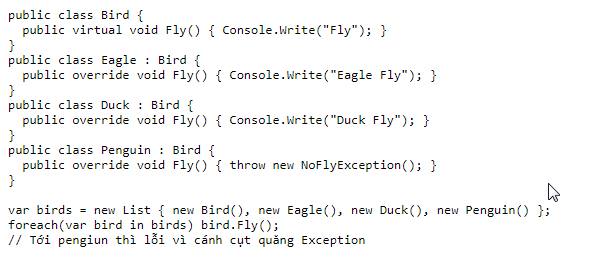 public class Bird {
  public virtual void Fly() { Console.Write("Fly"); }
}
public class Eagle : Bird {
  public override void Fly() { Console.Write("Eagle Fly"); }
}
public class Duck : Bird {
  public override void Fly() { Console.Write("Duck Fly"); }
}
public class Penguin : Bird {
  public override void Fly() { throw new NoFlyException(); }
}
var birds = new List { new Bird(), new Eagle(), new Duck(), new Penguin() };
foreach(var bird in birds) bird.Fly();
// Tới pengiun thì lỗi vì cánh cụt quăng Exception